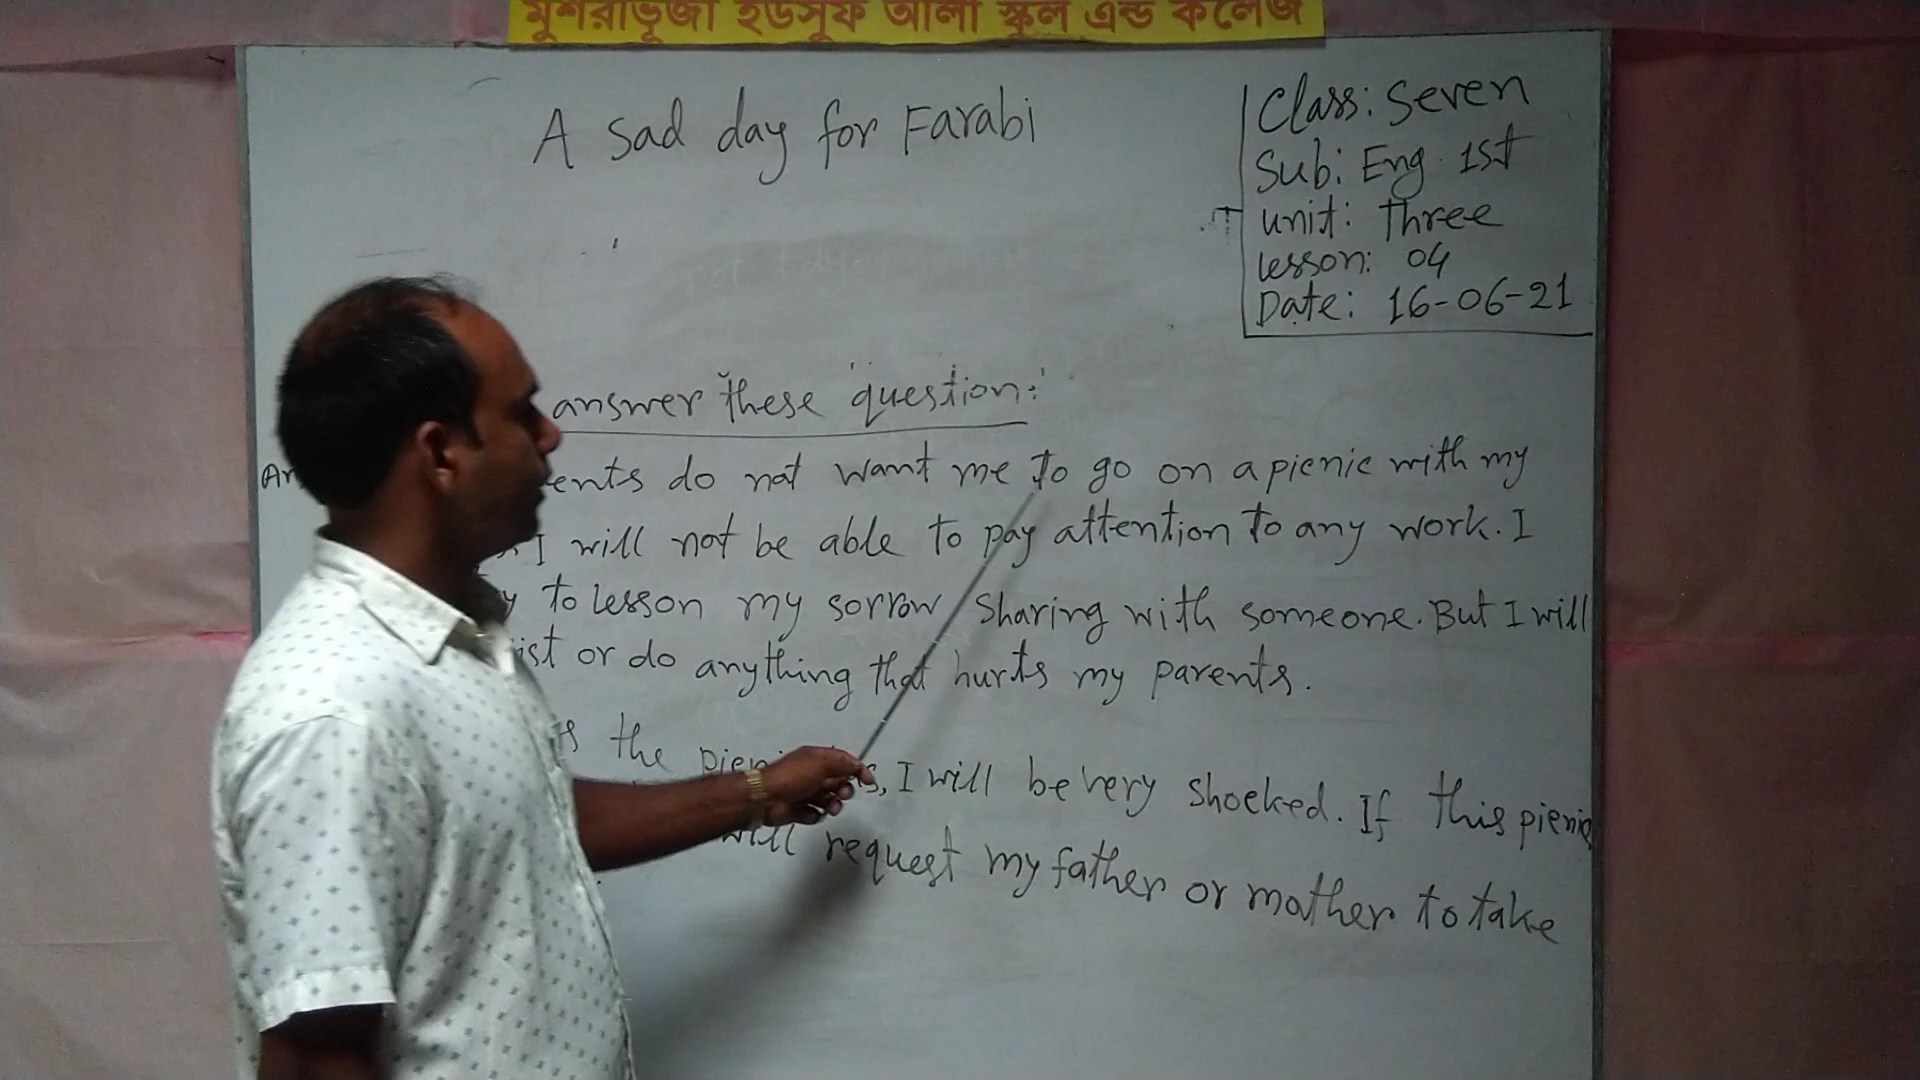 মুশরীভূজা ইউসুফ আলী স্কুল এন্ড কলেজ
A sad day for Farabi
Class: Seven
Sub: Eng 1st
unit: Three
lesson: 04
Date: 16-06-21
answer these question:
do not want me to go on a picnic with my
I will not be able to pay attention to any work. I
to lesson my sorrow sharing with someone. But I will
or do anything that hurts my parents.
the I will be very shocked. If this picnic
will request my father or mother to take